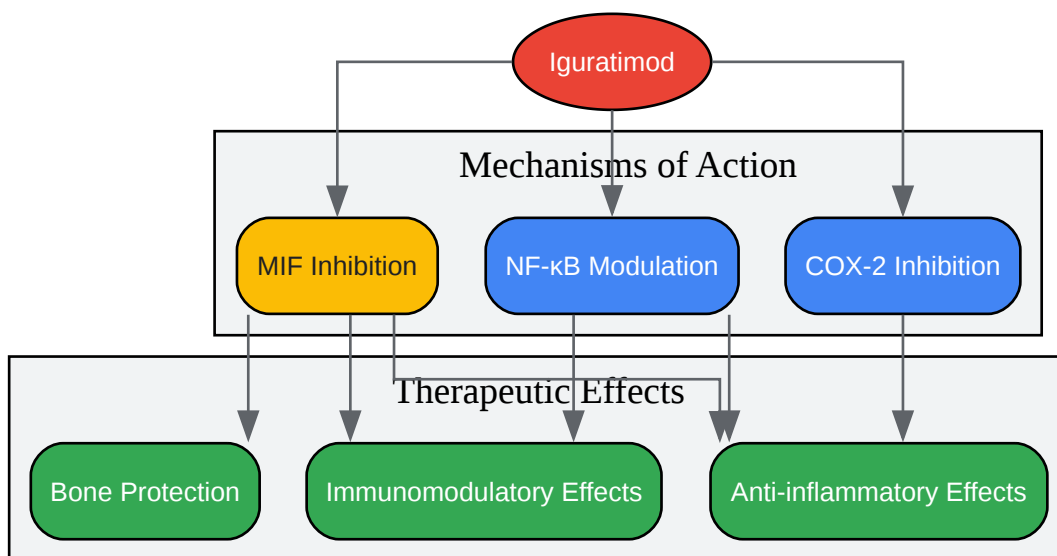 Iguratimod
Mechanisms of Action
MIF Inhibition
NF-κB Modulation
COX-2 Inhibition
Therapeutic Effects
Bone Protection
Immunomodulatory Effects
Anti-inflammatory Effects